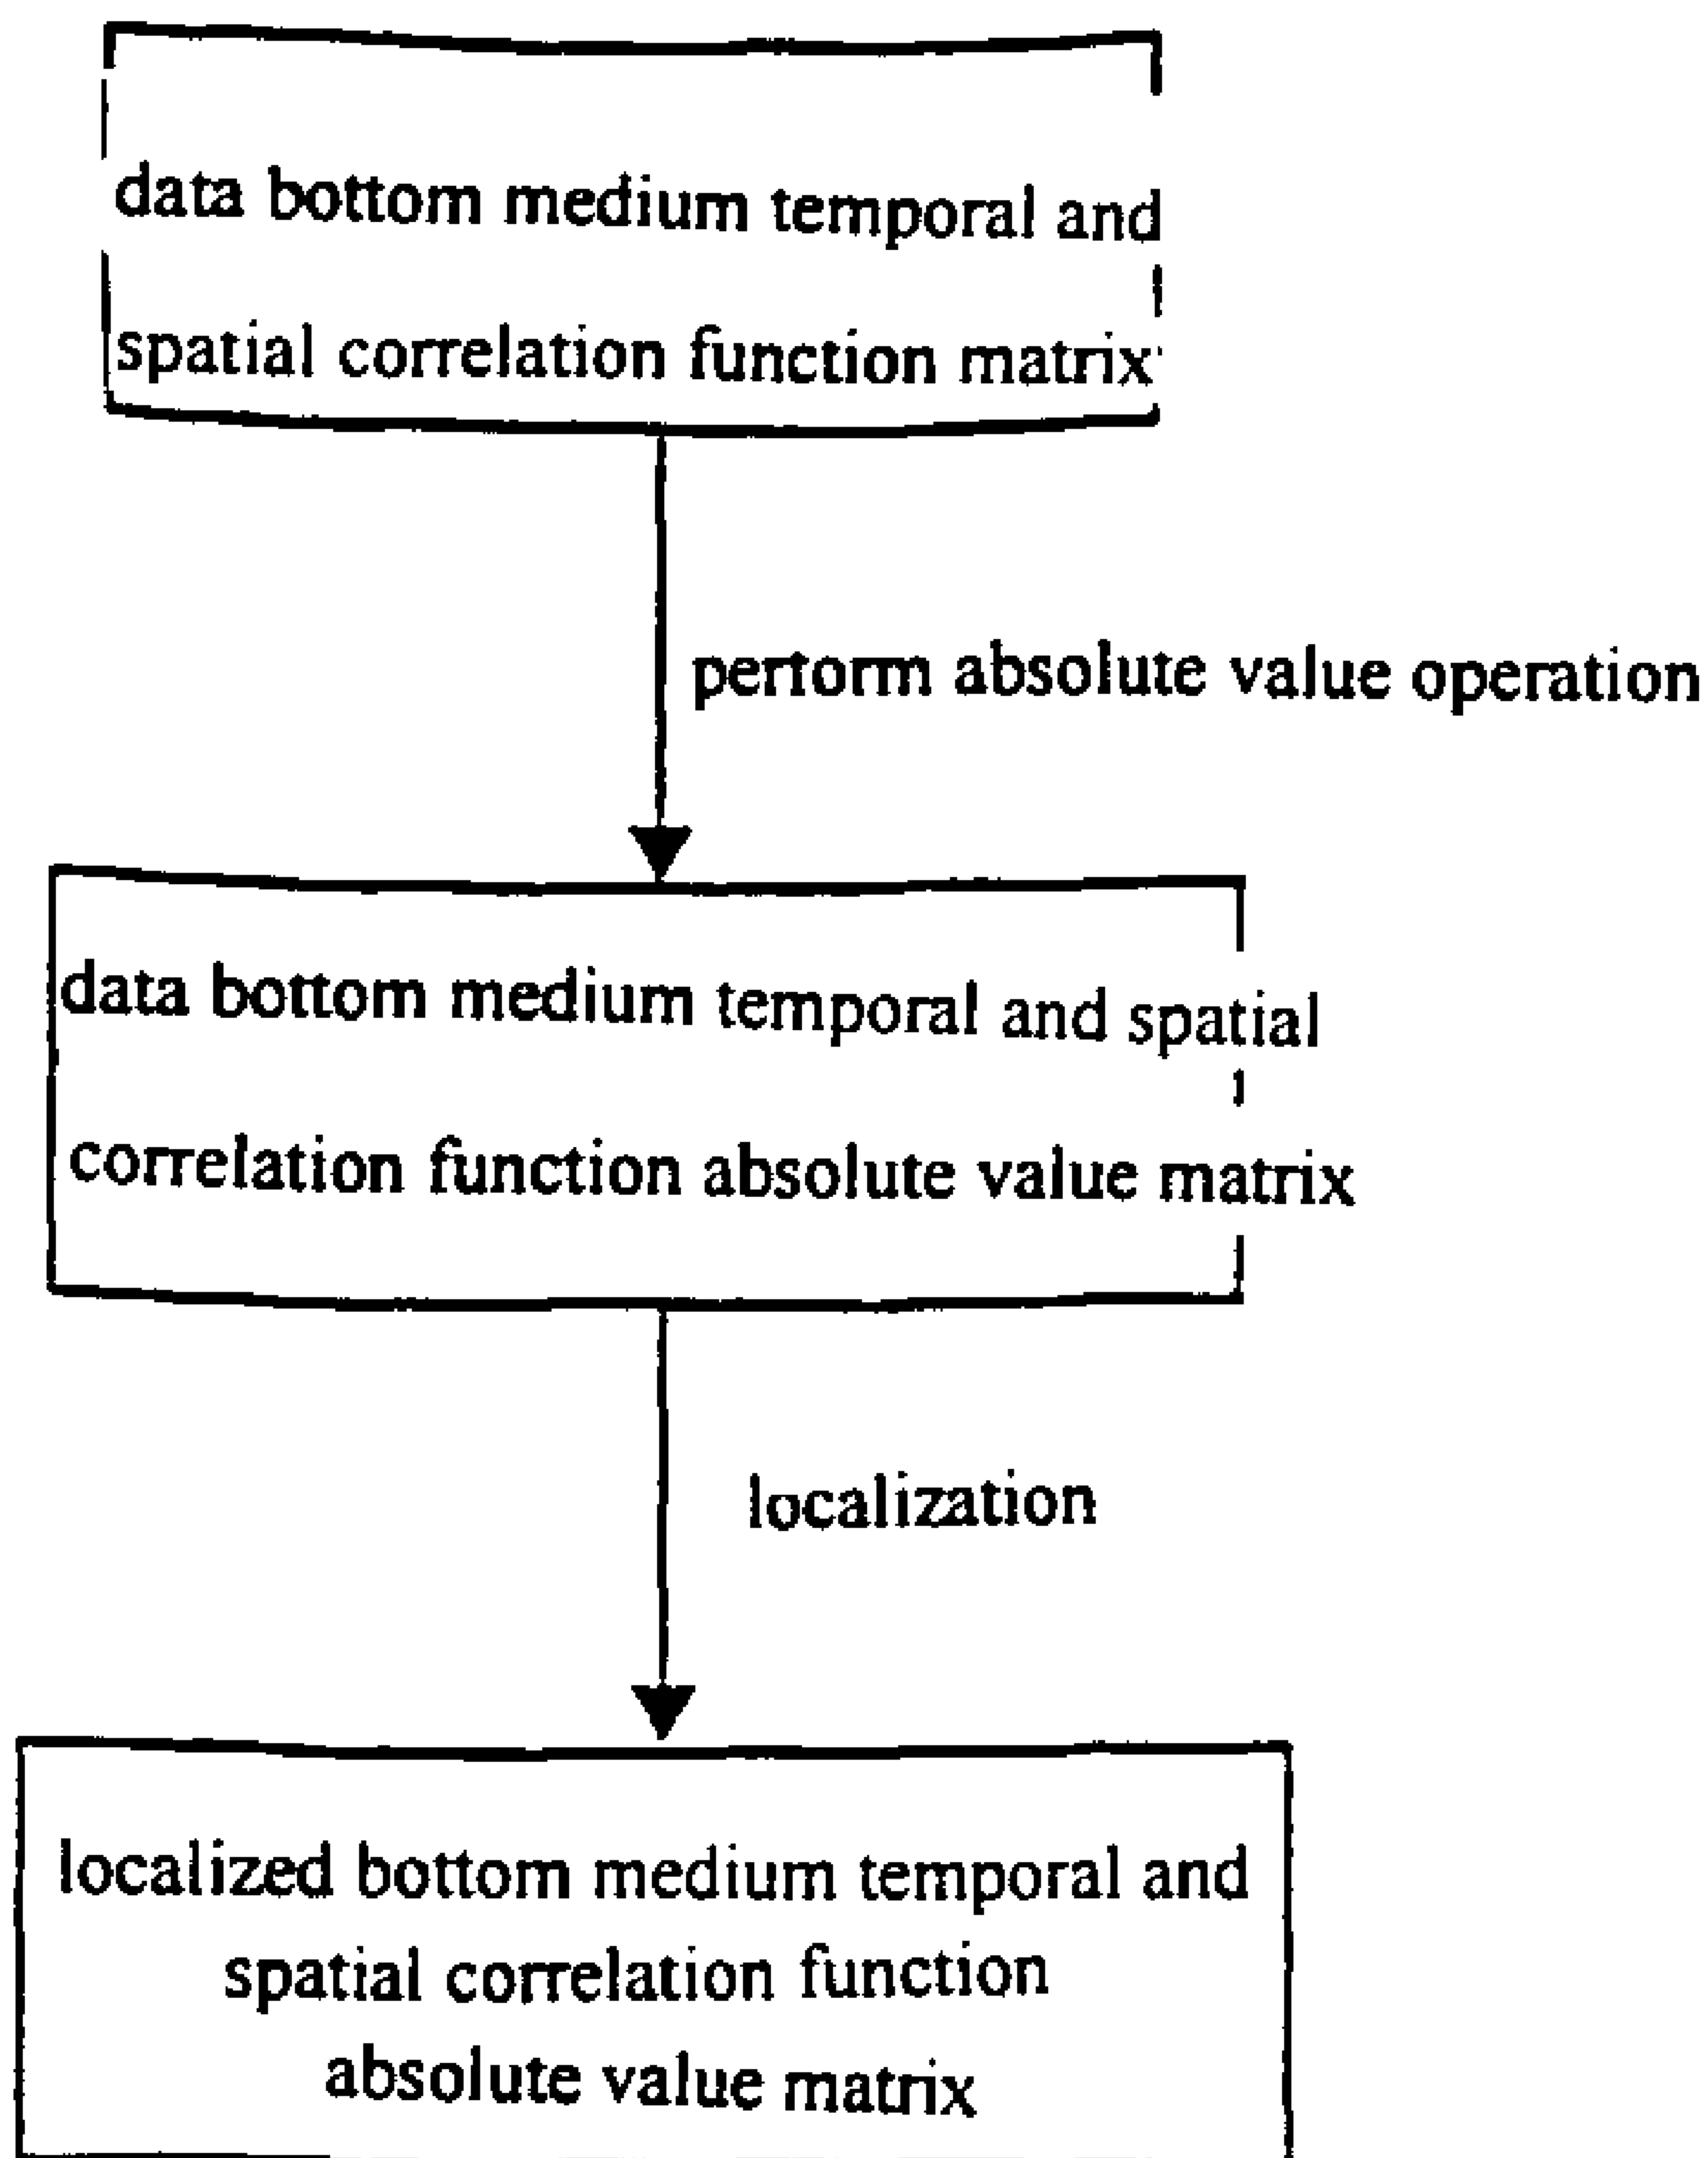 data bottom medium temporal and
spatial correlation function matrix
perform absolute value operation
data bottom medium temporal and spatial
correlation function absolute value matrix
localization
localized bottom medium temporal and
spatial correlation function
absolute value matrix